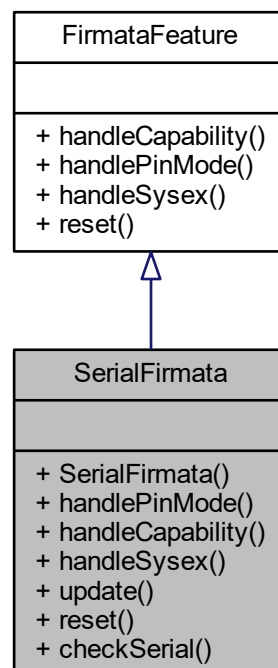 FirmataFeature
+ handleCapability()
+ handlePinMode()
+ handleSysex()
+ reset()
SerialFirmata
+ SerialFirmata()
+ handlePinMode()
+ handleCapability()
+ handleSysex()
+ update()
+ reset()
+ checkSerial()